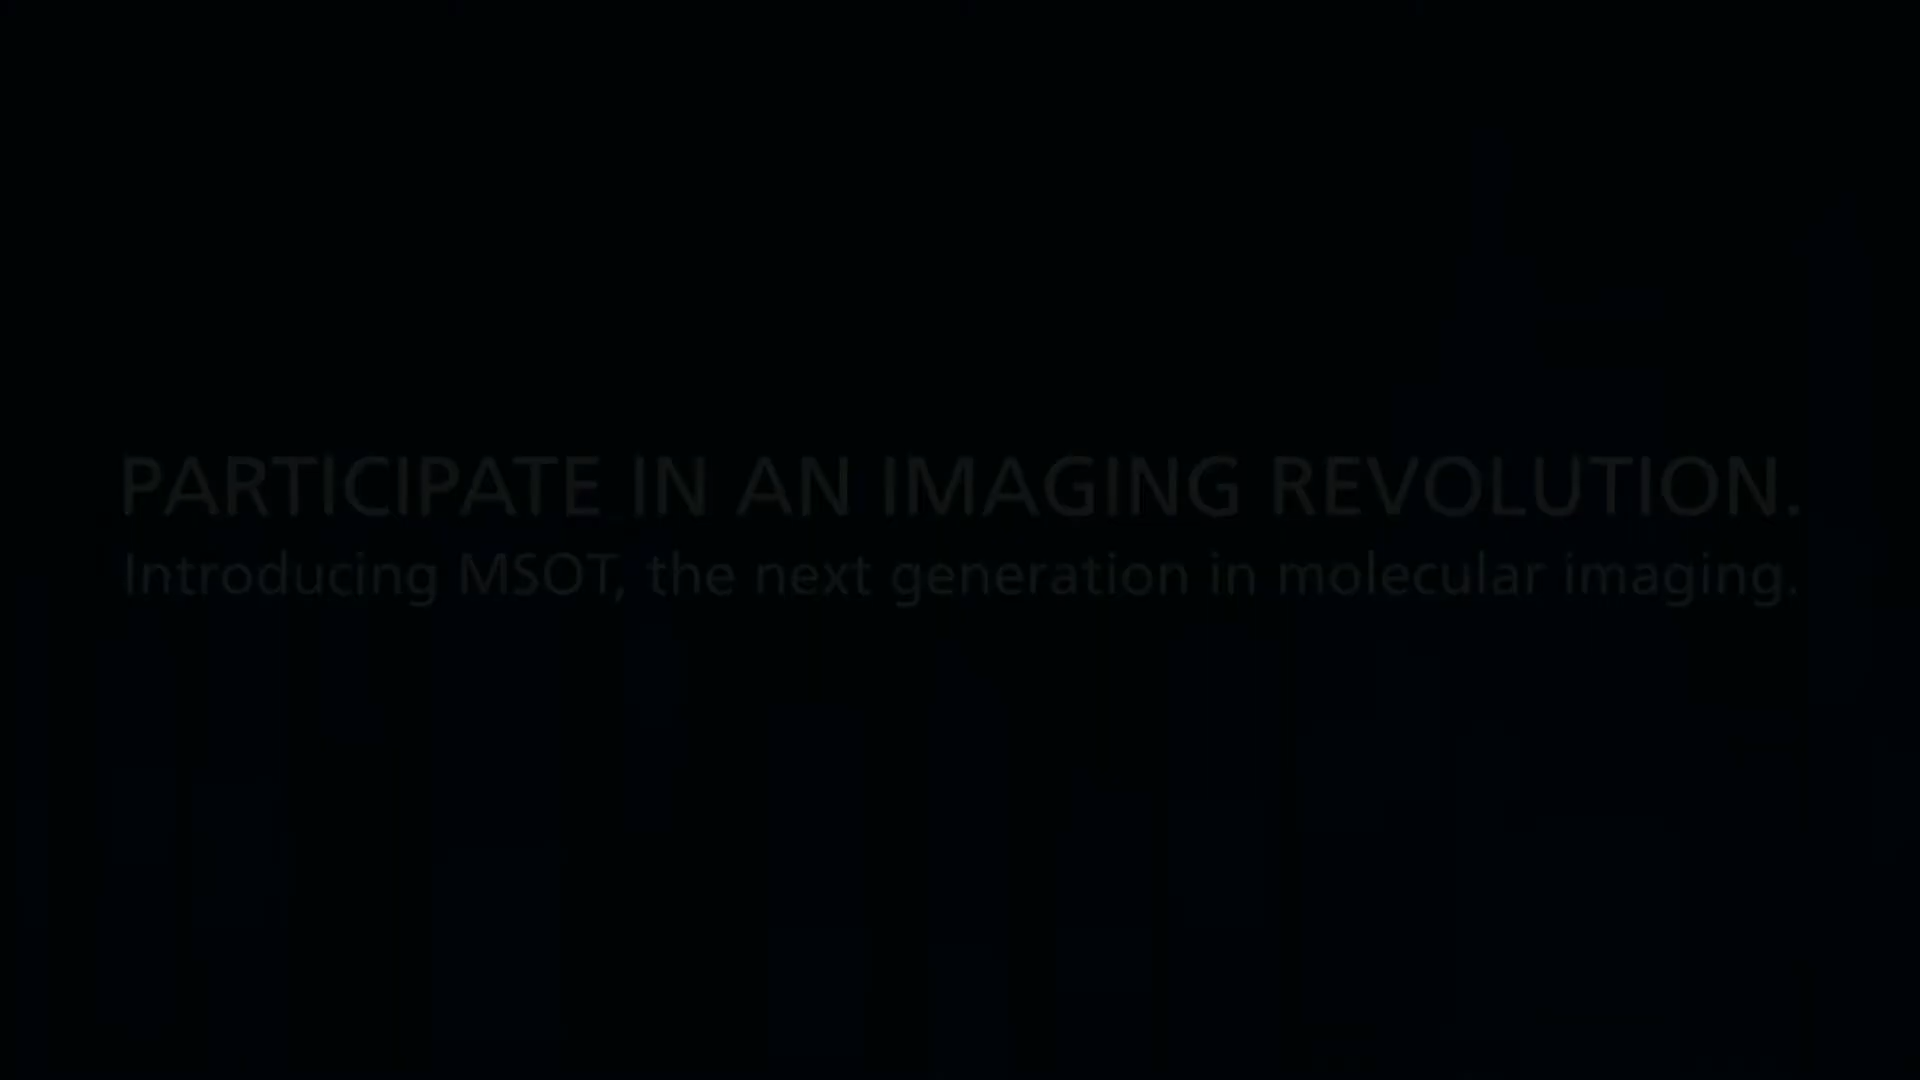 PARTICIPATE IN AN IMAGING REVOLUTION.
Introducing MSOT, the next generation in molecular imaging.